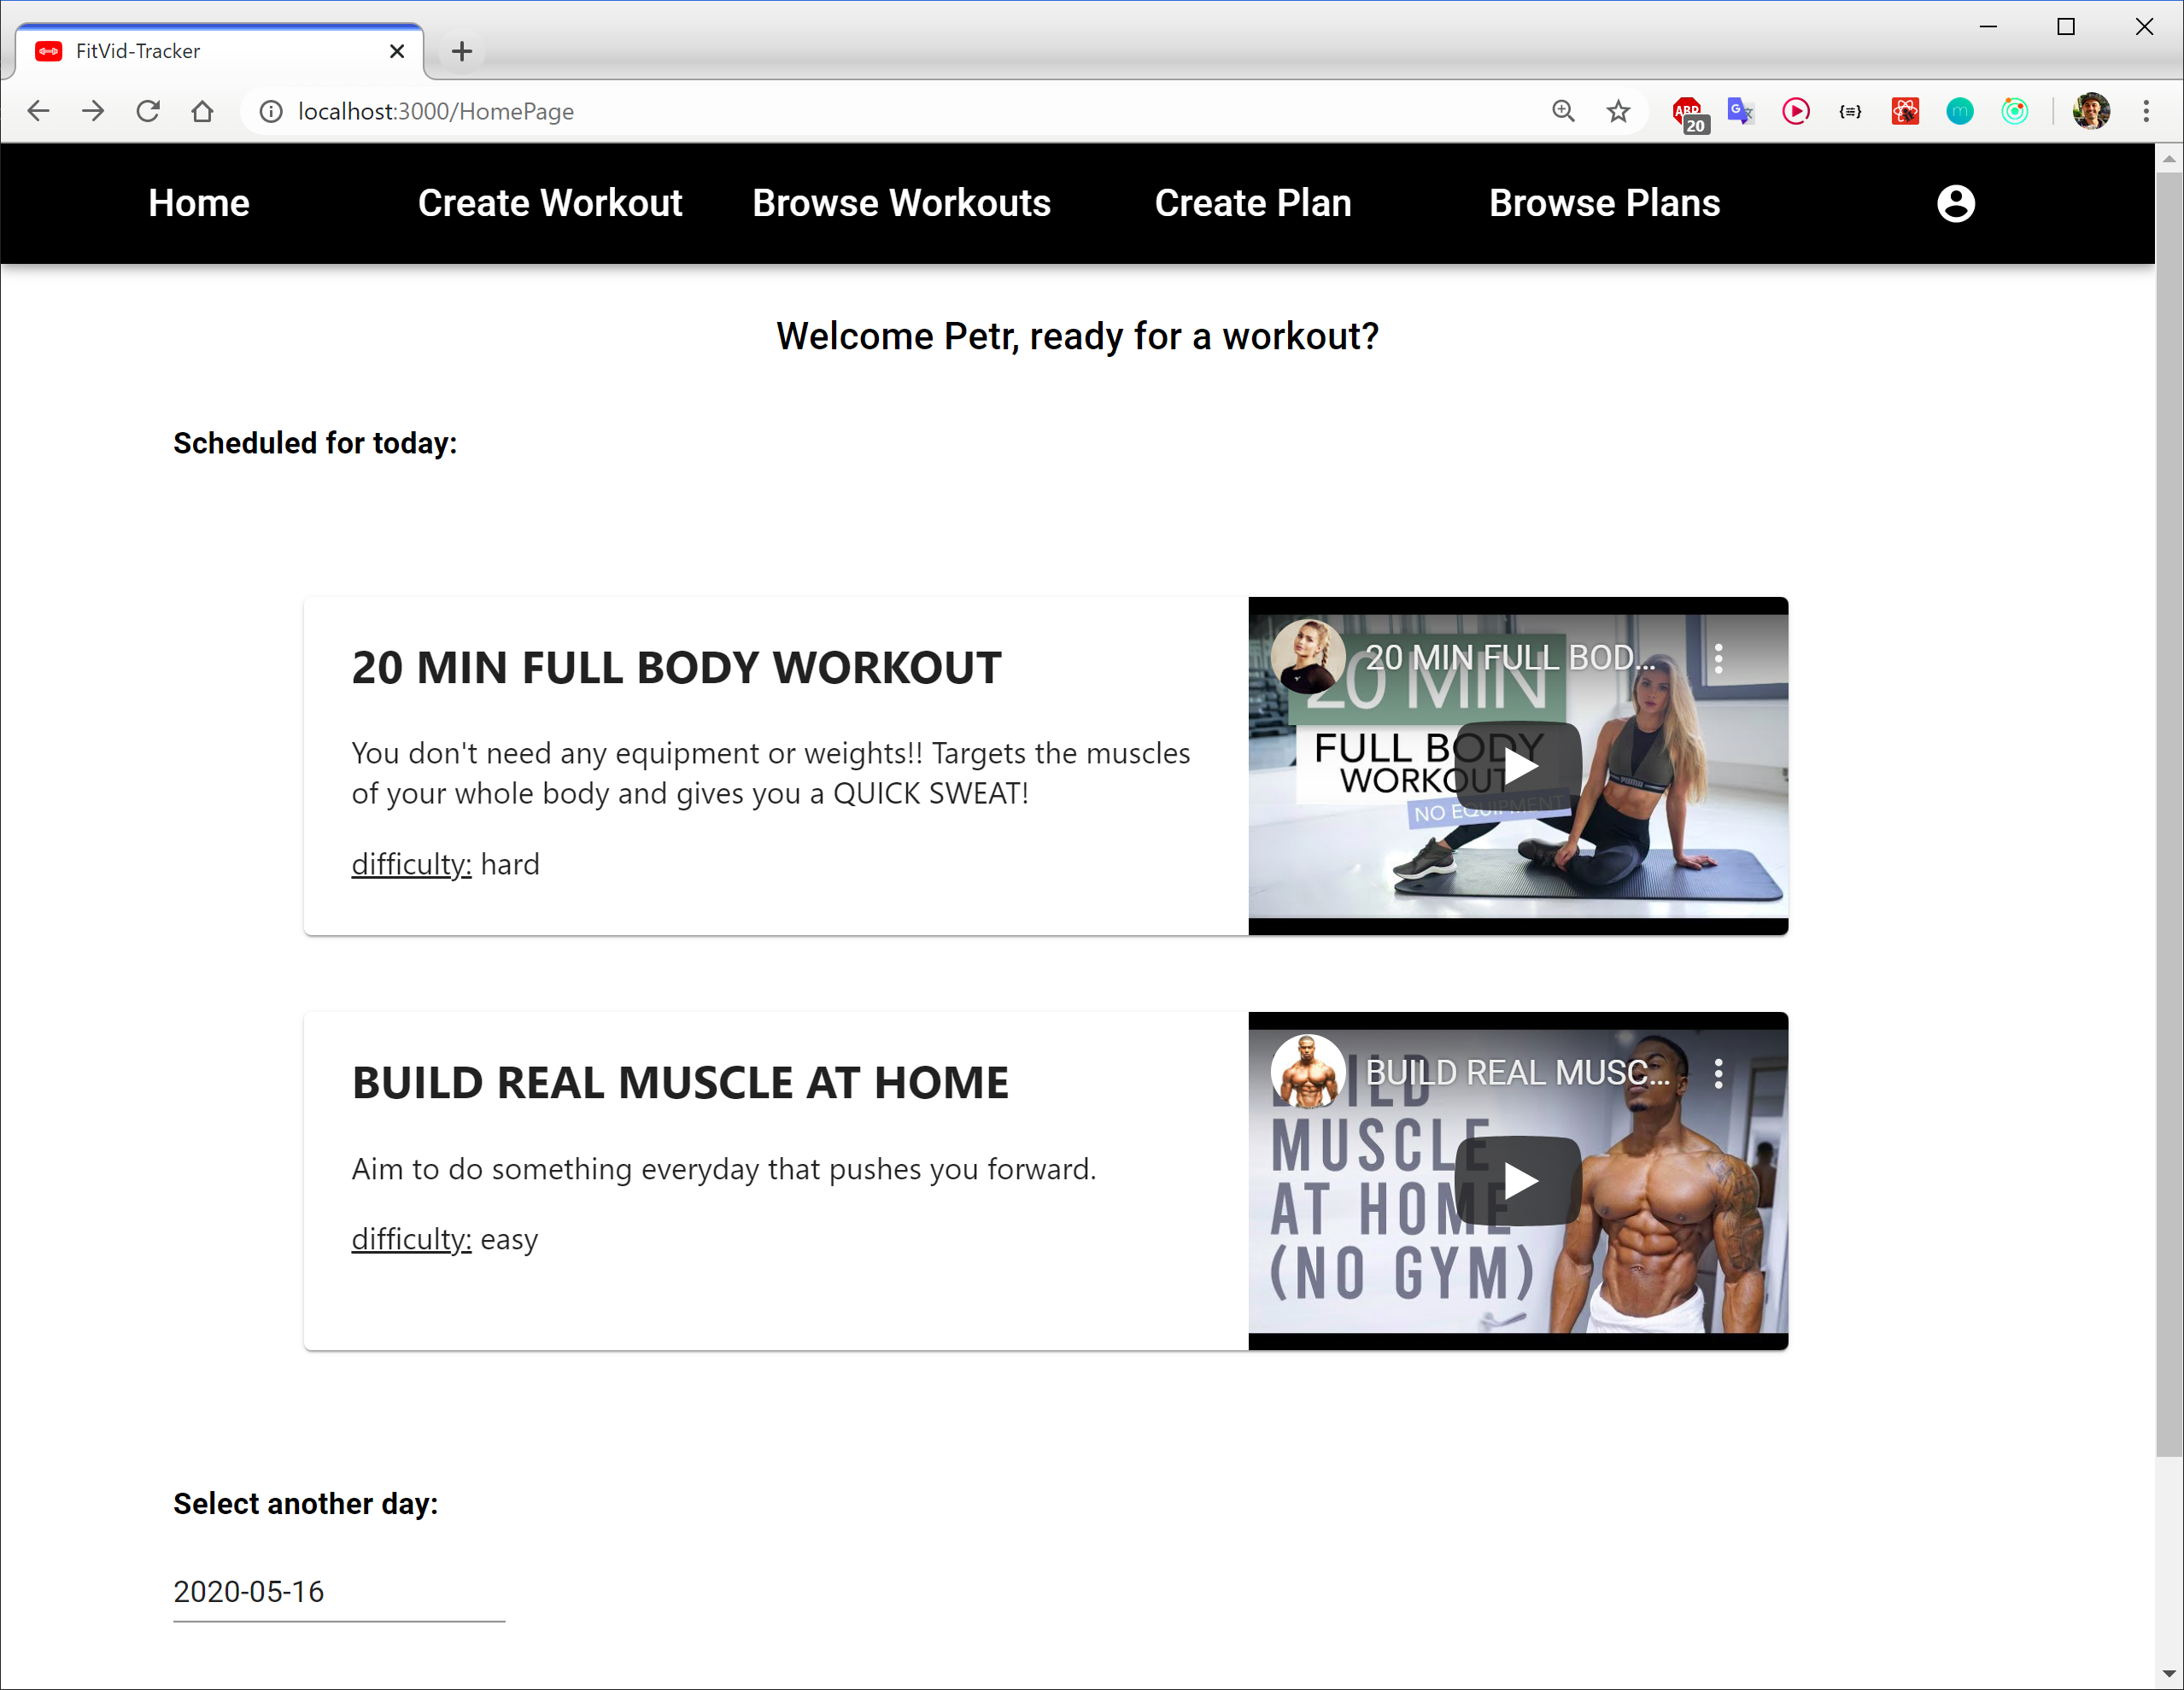 FitVid-Tracker
localhost:3000/HomePage
ABP
20
G
{≡}
m
Home Create Workout Browse Workouts Create Plan Browse Plans
Welcome Petr, ready for a workout?
Scheduled for today:
20 MIN FULL BODY WORKOUT
You don't need any equipment or weights!! Targets the muscles
of your whole body and gives you a QUICK SWEAT!
difficulty: hard
20 MIN FULL BOD...
20 MIN
FULL BODY
WORKOUT
NO EQUIPMENT
PUMA
BUILD REAL MUSCLE AT HOME
Aim to do something everyday that pushes you forward.
difficulty: easy
BUILD REAL MUSC...
BUILD
MUSCLE
AT HOME
(NO GYM)
Select another day:
2020-05-16